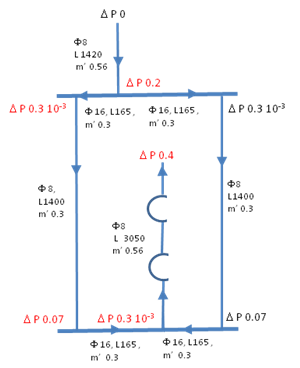 Δ P 0
Φ8
L 1420
m′ 0.56
Δ P 0.2
Δ P 0.3 10⁻³
Δ P 0.3 10⁻³
Φ 16, L165 ,
m′ 0.3
Φ 16, L165 ,
m′ 0.3
Δ P 0.4
Φ 8,
L1400
m′ 0.3
Φ8
L1400
m′ 0.3
Φ8
L 3050
m′ 0.56
Δ P 0.07
Δ P 0.3 10⁻³
Δ P 0.07
Φ 16, L165 ,
m′ 0.3
Φ 16, L165 ,
m′ 0.3